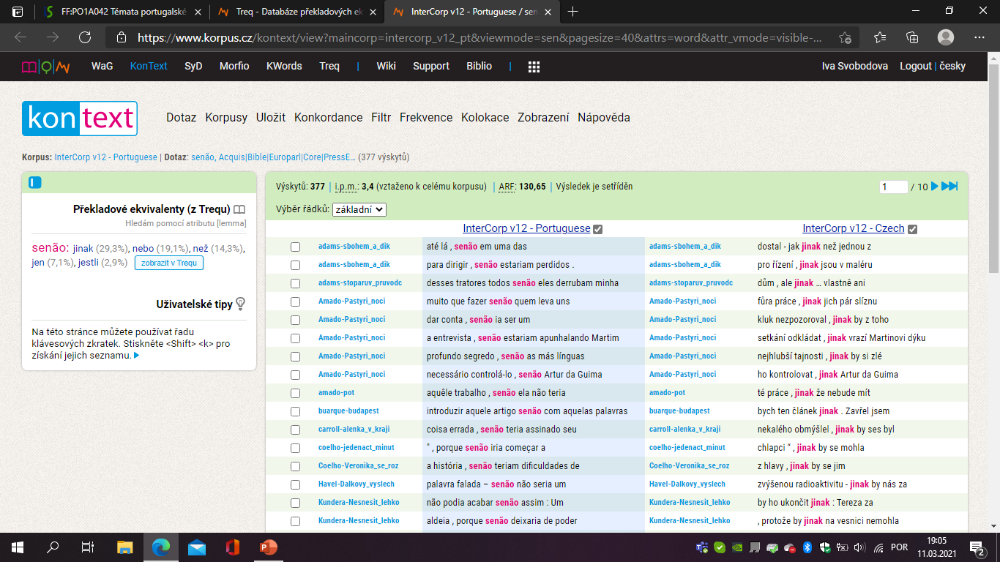 FF:PO1A042 Témata portugalské
Treq - Databáze překladových ek
InterCorp v12 - Portuguese / sen
https://www.korpus.cz/kontext/view?maincorp=intercorp_v12_pt&viewmode=sen&pagesize=40&attrs=word&attr_vmode=visible-...
WaG KonText SyD Morfio KWords Treq | Wiki Support Biblio | Iva Svobodova Logout | česky
kontext
Dotaz Korpusy Uložit Konkordance Filtr Frekvence Kolokace Zobrazení Nápověda
Korpus: InterCorp v12 - Portuguese | Dotaz: senão, Acquis|Bible|Europarl|Core|PressE… (377 výskytů)
Překladové ekvivalenty (z Trequ)
Hledám pomocí atributu [lemma]
senão: jinak (29,3%), nebo (19,1%), než (14,3%),
jen (7,1%), jestli (2,9%) zobrazit v Trequ
Uživatelské tipy
Na této stránce můžete používat řadu
klávesových zkratek. Stiskněte <Shift> <k> pro
získání jejich seznamu.
Výskytů: 377 | i.p.m.: 3,4 (vztaženo k celému korpusu) | ARF: 130,65 | Výsledek je setříděn 1 / 10
Výběr řádků: základní
InterCorp v12 - Portuguese InterCorp v12 - Czech
adams-sbohem_a_dik até lá , senão em uma das adams-sbohem_a_dik dostal - jak jinak než jednou z
adams-sbohem_a_dik para dirigir , senão estariam perdidos . adams-sbohem_a_dik pro řízení , jinak jsou v maléru
adams-stoparuv_pruvodc desses tratores todos senão eles derrubam minha adams-stoparuv_pruvodc dům , ale jinak … vlastně ani
Amado-Pastyri_noci muito que fazer senão quem leva uns Amado-Pastyri_noci fůra práce , jinak jich pár slíznu
Amado-Pastyri_noci dar conta , senão ia ser um Amado-Pastyri_noci kluk nezpozoroval , jinak by z toho
Amado-Pastyri_noci a entrevista , senão estariam apunhalando Martim Amado-Pastyri_noci setkání odkládat , jinak vrazí Martinovi dýku
Amado-Pastyri_noci profundo segredo , senão as más línguas Amado-Pastyri_noci nejhlubší tajnosti , jinak by si zlé
Amado-Pastyri_noci necessário controlá-lo , senão Artur da Guima Amado-Pastyri_noci ho kontrolovat , jinak Artur da Guima
amado-pot aquêle trabalho , senão ela não teria amado-pot té práce , jinak že nebude mít
buarque-budapest introduzir aquele artigo senão com aquelas palavras buarque-budapest bych ten článek jinak . Zavřel jsem
carroll-alenka_v_kraji coisa errada , senão teria assinado seu carroll-alenka_v_kraji nekalého obmýšlel , jinak by ses byl
coelho-jedenact_minut " , porque senão iria começar a coelho-jedenact_minut chlapci “ , jinak by se mohla
Coelho-Veronika_se_roz a história , senão teriam dificuldades de Coelho-Veronika_se_roz z hlavy , jinak by se jim
Havel-Dalkovy_vyslech palavra falada – senão não seria um Havel-Dalkovy_vyslech zvýšenou radioaktivitu - jinak by nás za
Kundera-Nesnesit_lehko não podia acabar senão assim : Um Kundera-Nesnesit_lehko by ho ukončit jinak : Tereza za
Kundera-Nesnesit_lehko aldeia , porque senão deixaria de poder Kundera-Nesnesit_lehko , protože by jinak na vesnici nemohla
POR 19:05
11.03.2021 2